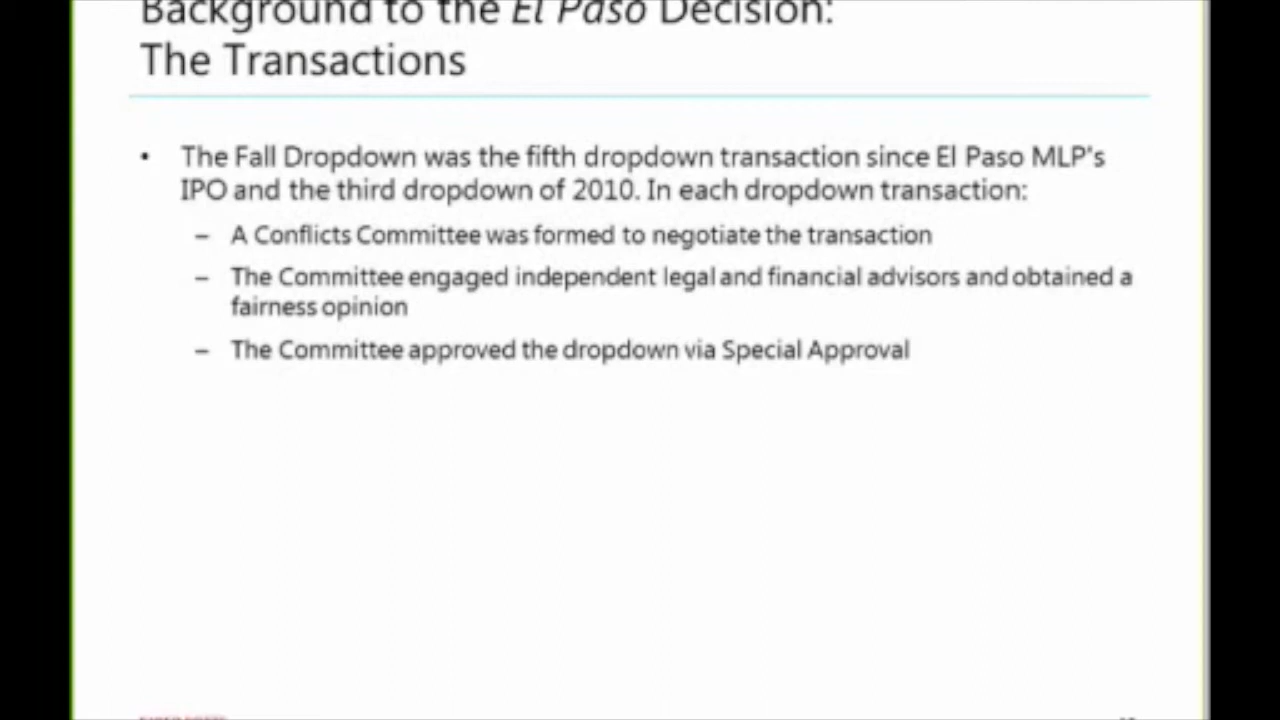 Background to the El Paso Decision:
The Transactions
• The Fall Dropdown was the fifth dropdown transaction since El Paso MLP's
IPO and the third dropdown of 2010. In each dropdown transaction:
– A Conflicts Committee was formed to negotiate the transaction
– The Committee engaged independent legal and financial advisors and obtained a
fairness opinion
– The Committee approved the dropdown via Special Approval